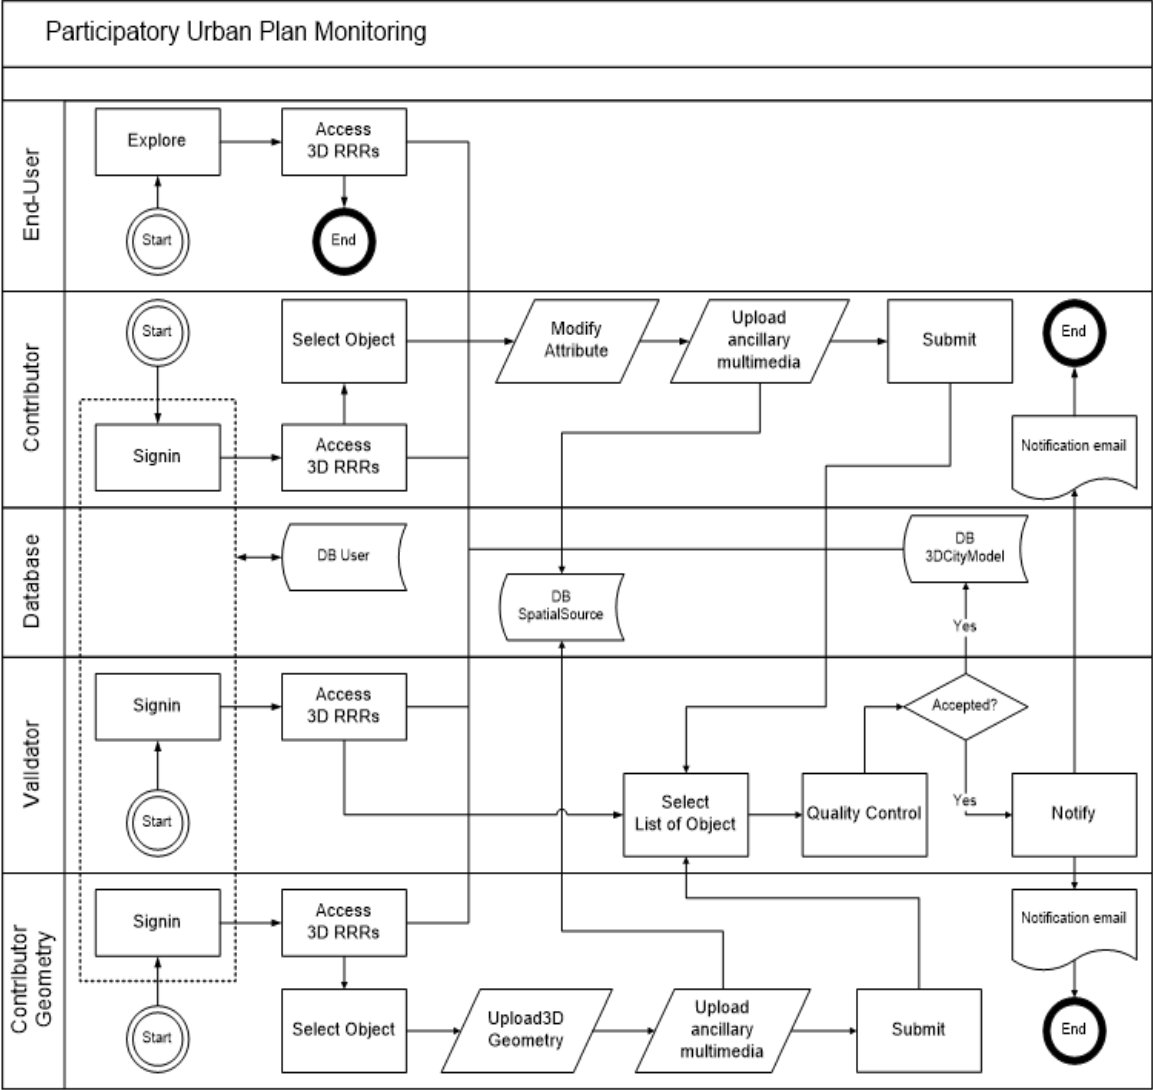 Participatory Urban Plan Monitoring
End-User
Explore
Access
3D RRRs
Start
End
Contributor
Start
Select Object
Modify
Attribute
Upload
ancillary
multimedia
Submit
End
Signin
Access
3D RRRs
Notification email
Database
DB User
DB
SpatialSource
DB
3DCityModel
Yes
Validator
Signin
Access
3D RRRs
Accepted?
Start
Select
List of Object
Quality Control
Yes
Notify
Contributor
Geometry
Signin
Access
3D RRRs
Notification email
Start
Select Object
Upload3D
Geometry
Upload
ancillary
multimedia
Submit
End